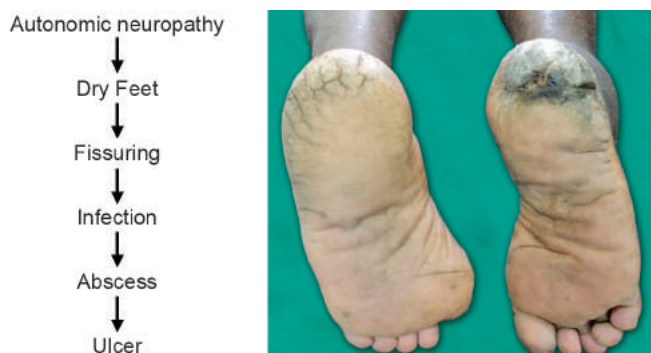 Autonomic neuropathy
Dry Feet
Fissuring
Infection
Abscess
Ulcer